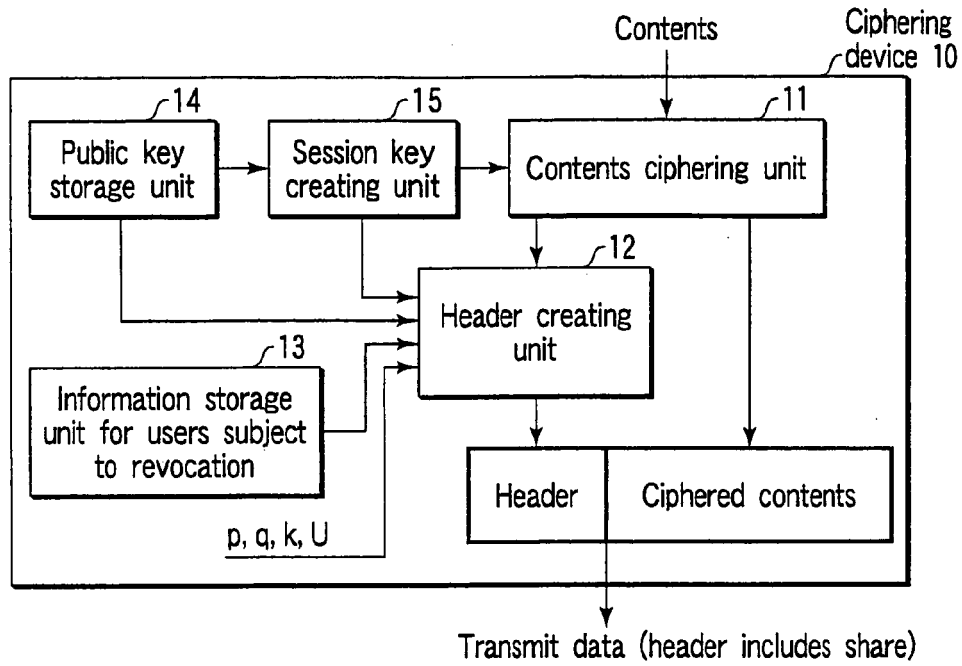 Contents
Ciphering
device 10
14
15
11
Public key
storage unit
Session key
creating unit
Contents ciphering unit
12
Header creating
unit
13
Information storage
unit for users subject
to revocation
Header
Ciphered contents
p, q, k, U
Transmit data (header includes share)